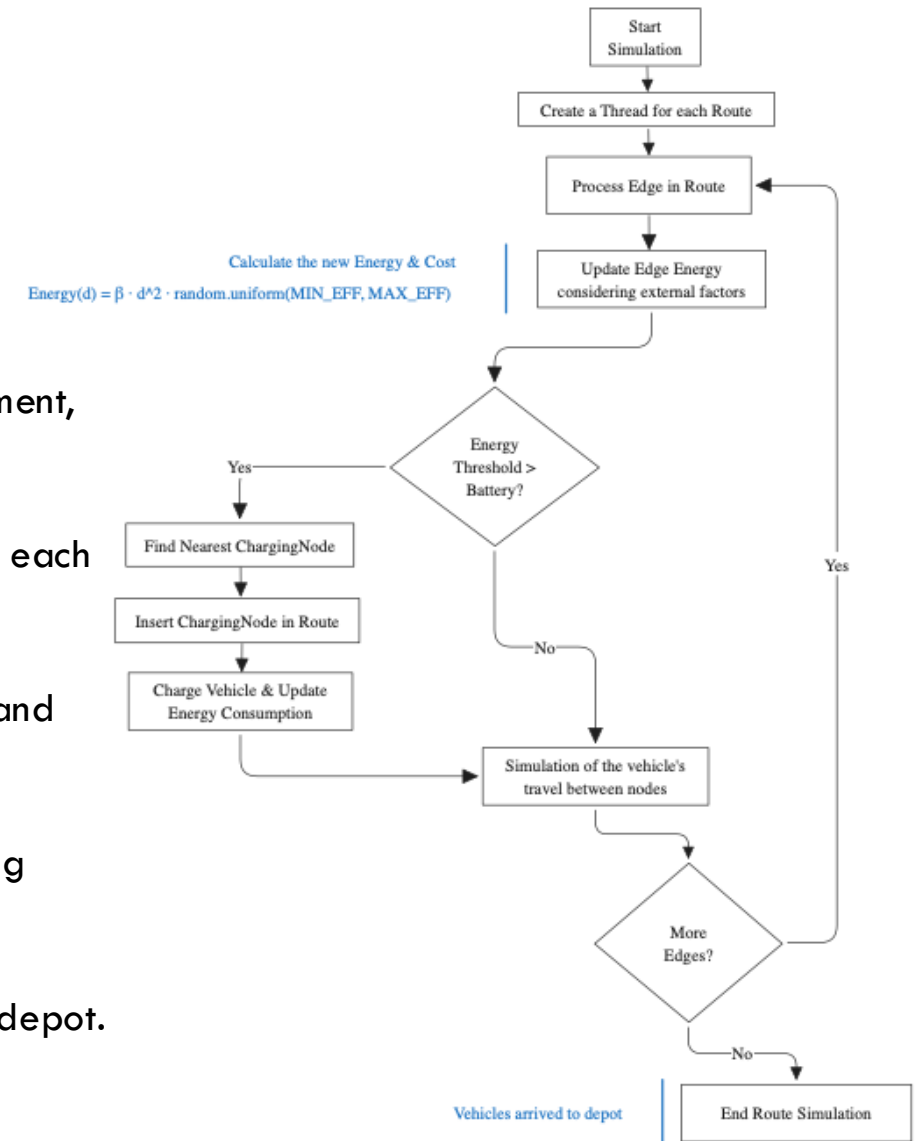 Start
Simulation
Create a Thread for each Route
Process Edge in Route
Calculate the new Energy & Cost
Energy(d) = β · d^2 · random.uniform(MIN_EFF, MAX_EFF)
Update Edge Energy
considering external factors
Energy
Threshold >
Battery?
Yes
Find Nearest ChargingNode
Insert ChargingNode in Route
Charge Vehicle & Update
Energy Consumption
No
Simulation of the vehicle's
travel between nodes
More
Edges?
Yes
No
Vehicles arrived to depot
End Route Simulation
each
and
depot.